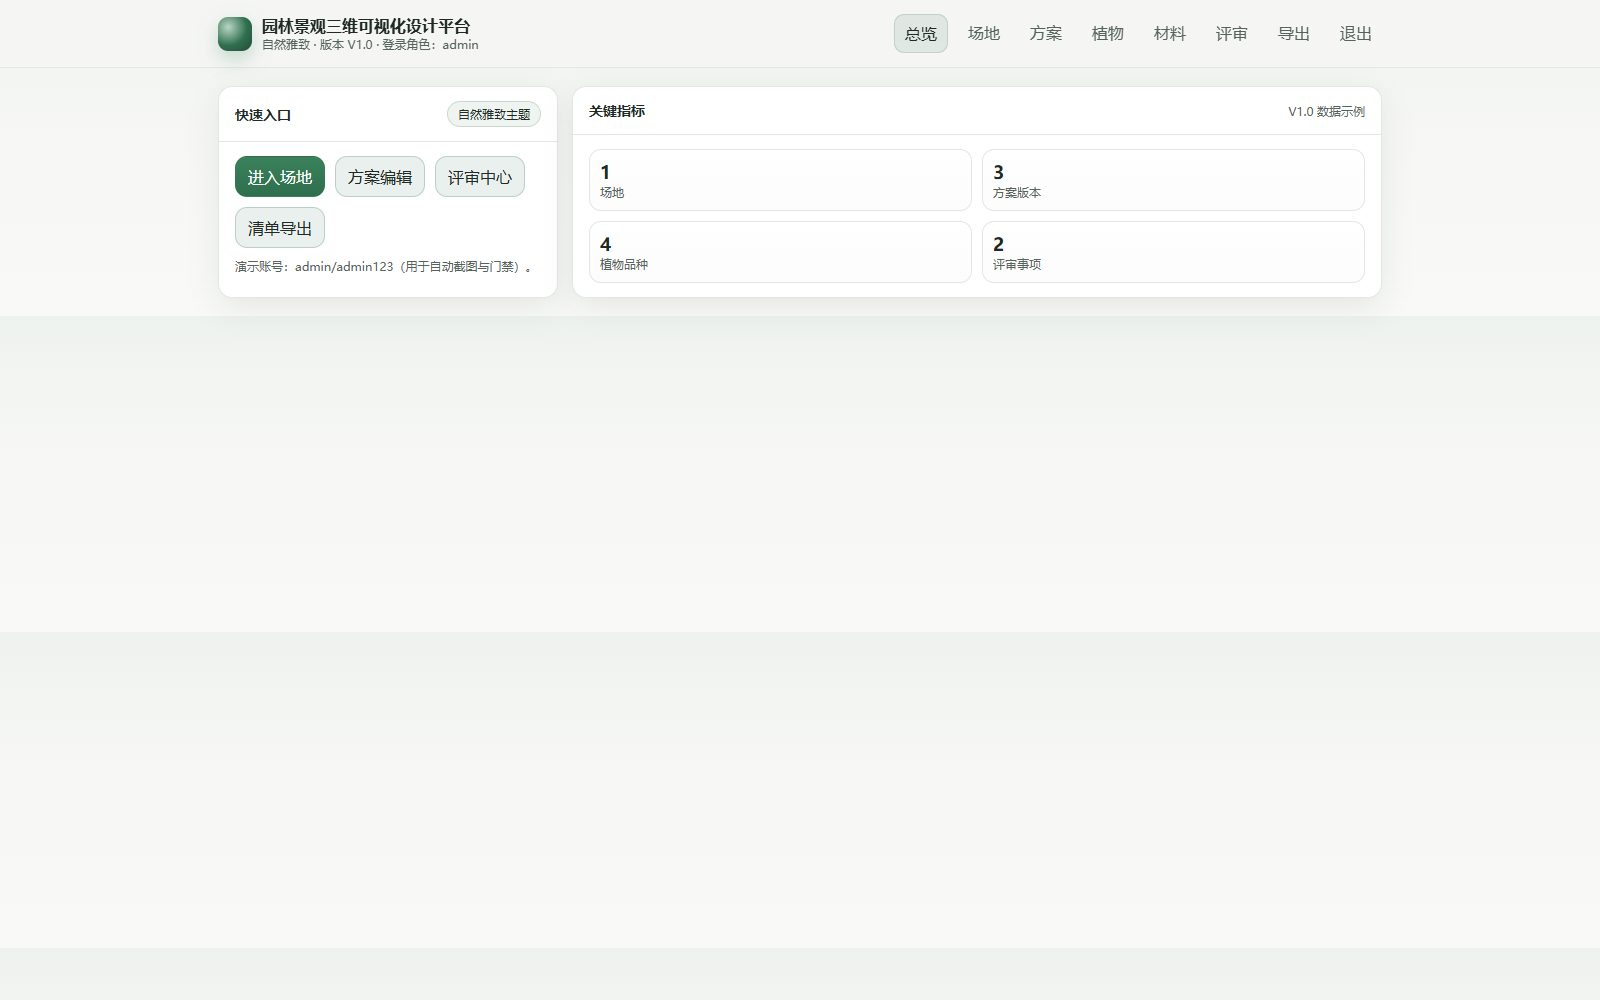 园林景观三维可视化设计平台
自然雅致 · 版本 V1.0 · 登录角色：admin
总览 场地 方案 植物 材料 评审 导出 退出
快速入口 自然雅致主题
进入场地 方案编辑 评审中心
清单导出
演示账号：admin/admin123（用于自动截图与门禁）。
关键指标 V1.0 数据示例
1
场地
3
方案版本
4
植物品种
2
评审事项